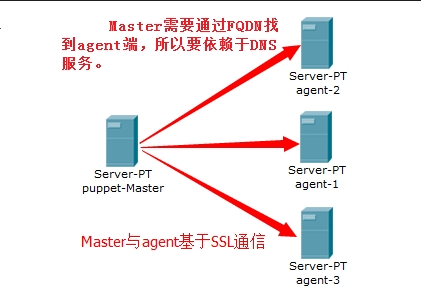 Master需要通过FQDN找
到agent端，所以要依赖于DNS
服务。
Server-PT
agent-2
Server-PT
puppet-Master
Server-PT
agent-1
Master与agent基于SSL通信
Server-PT
agent-3